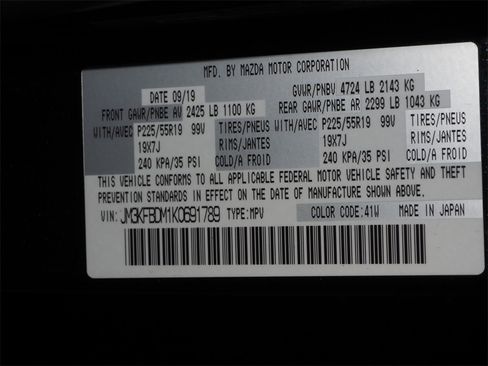 MFD. BY MAZDA MOTOR CORPORATION
DATE 09/19 GVWR/PNBV 4724 LB 2143 KG
FRONT GAWR/PNBE AV 2425 LB 1100 KG REAR GAWR/PNBE AR 2299 LB 1043 KG
WITH/AVEC P225/55R19 99V TIRES/PNEUS WITH/AVEC P225/55R19 99V TIRES/PNEUS
19X7J RIMS/JANTES 19X7J RIMS/JANTES
240 KPA/35 PSI COLD/A FROID 240 KPA/35 PSI COLD/A FROID
THIS VEHICLE CONFORMS TO ALL APPLICABLE FEDERAL MOTOR VEHICLE SAFETY AND THEFT
PREVENTION STANDARDS IN EFFECT ON THE DATE OF MANUFACTURE SHOWN ABOVE.
VIN: JM3KFBDM1K0691789 TYPE:MPV COLOR CODE:41W MADE IN JAPAN